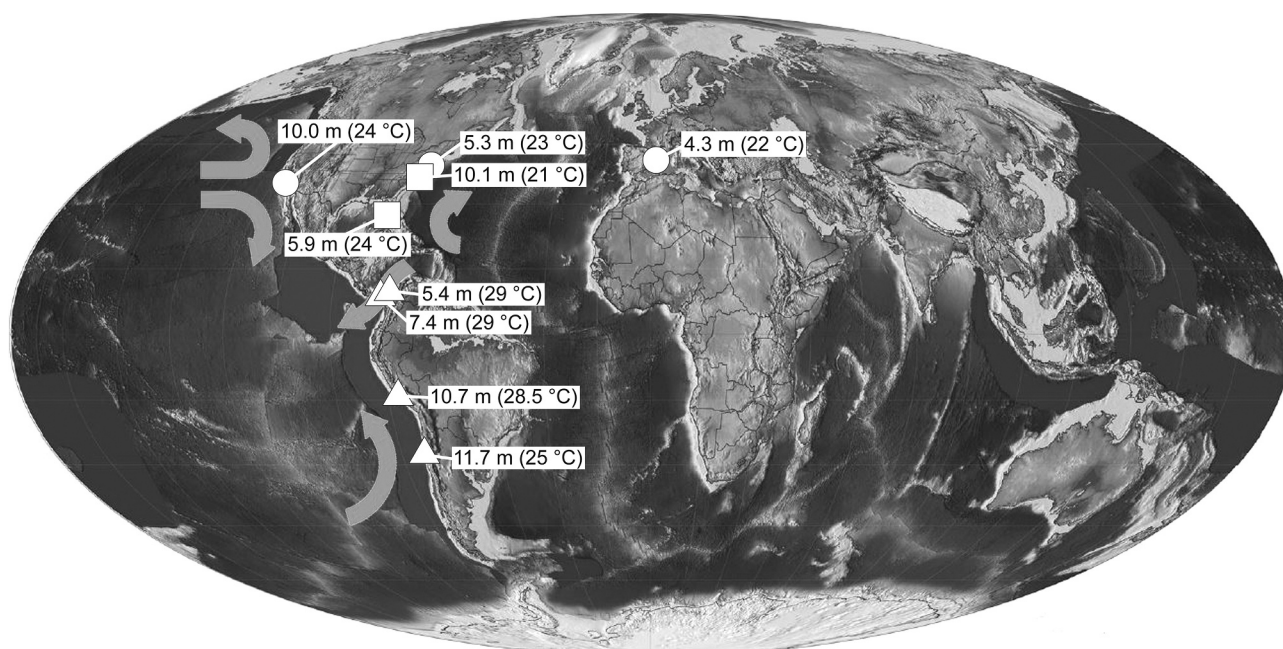 10.0 m (24 °C)
5.3 m (23 °C)
4.3 m (22 °C)
10.1 m (21 °C)
5.9 m (24 °C)
5.4 m (29 °C)
7.4 m (29 °C)
10.7 m (28.5 °C)
11.7 m (25 °C)